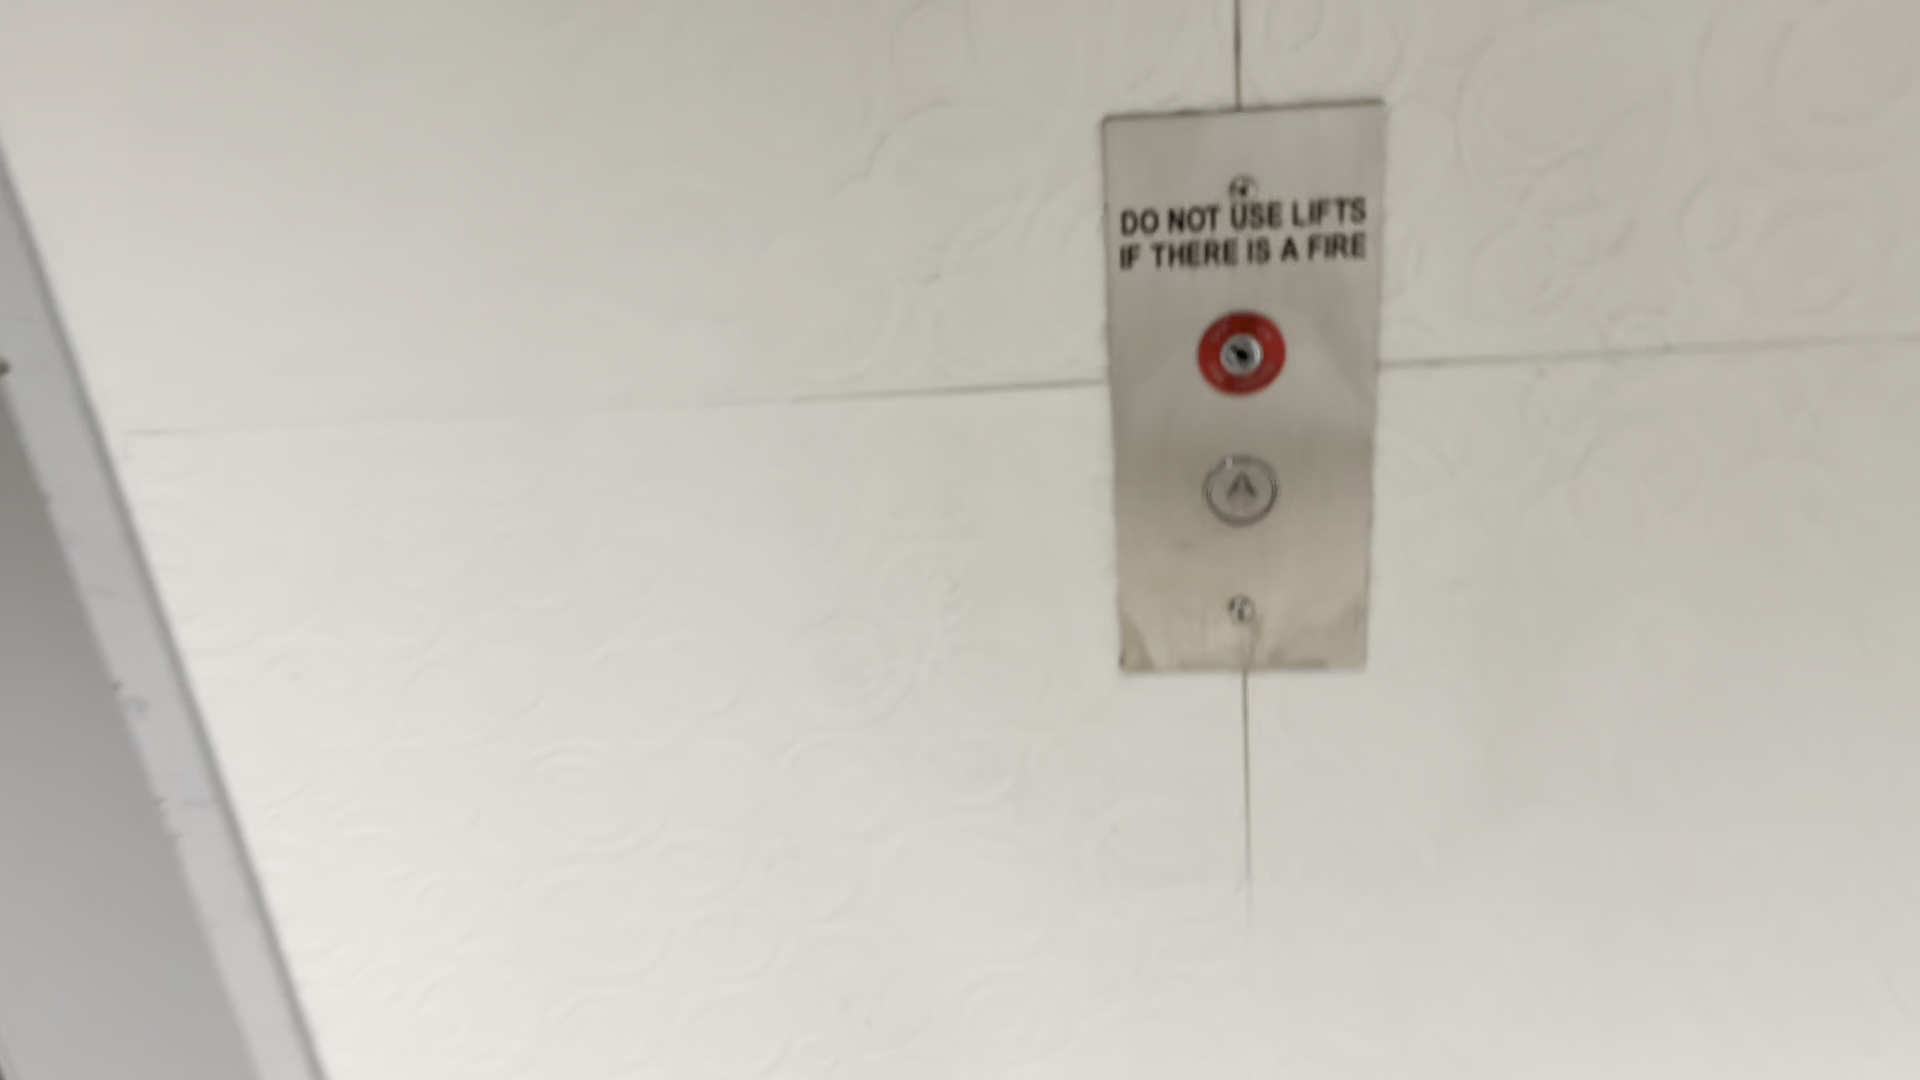 DO NOT USE LIFTS
IF THERE IS A FIRE